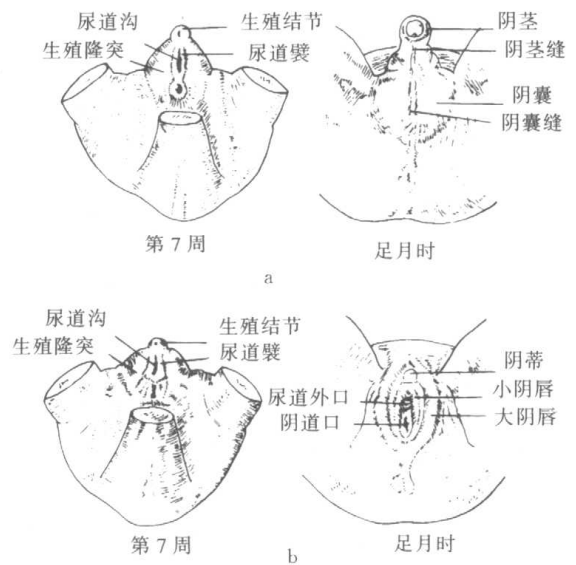 尿道沟
生殖隆突
生殖结节
尿道襞
阴茎
阴茎缝
阴囊
阴囊缝
第7周
足月时
a
尿道沟
生殖隆突
生殖结节
尿道襞
尿道外口
阴道口
阴蒂
小阴唇
大阴唇
第7周
足月时
b